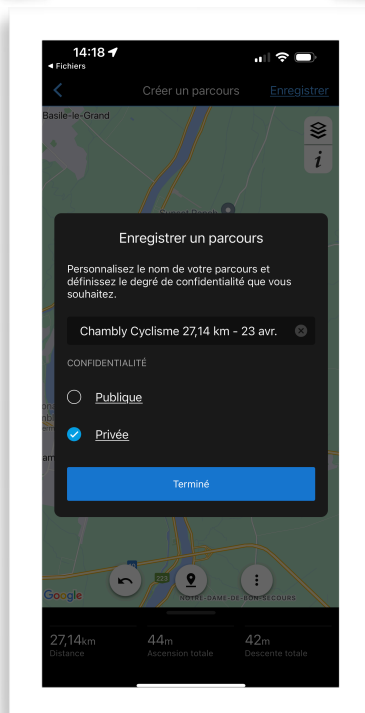 14:18
Fichiers
Créer un parcours Enregistrer
Basile-le-Grand
i
Enregistrer un parcours
Personnalisez le nom de votre parcours et
définissez le degré de confidentialité que vous
souhaitez.
Chambly Cyclisme 27,14 km - 23 avr.
CONFIDENTIALITÉ
Publique
Privée
Terminé
223
Google
NOTRE-DAME-DE-BON-SECOURS
27,14km 44m 42m
Distance Ascension totale Descente totale